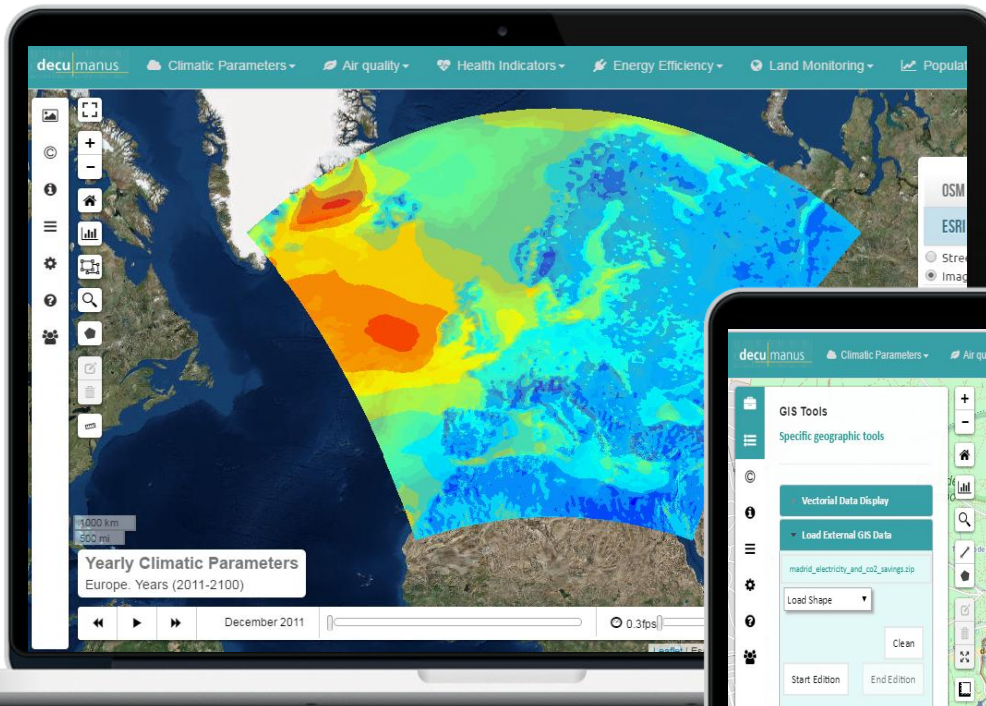 decumanus Climatic Parameters Air quality Health Indicators Energy Efficiency Land Monitoring Populat
OSM
ESRI
Stree
Imag
1000 km
500 mi
Yearly Climatic Parameters
Europe. Years (2011-2100)
December 2011 0.3fps
Leaflet | Es
decumanus Climatic Parameters Air qu
GIS Tools
Specific geographic tools
Vectorial Data Display
Load External GIS Data
madrid_electricity_and_co2_savings.zip
Load Shape
Clean
Start Edition End Edition